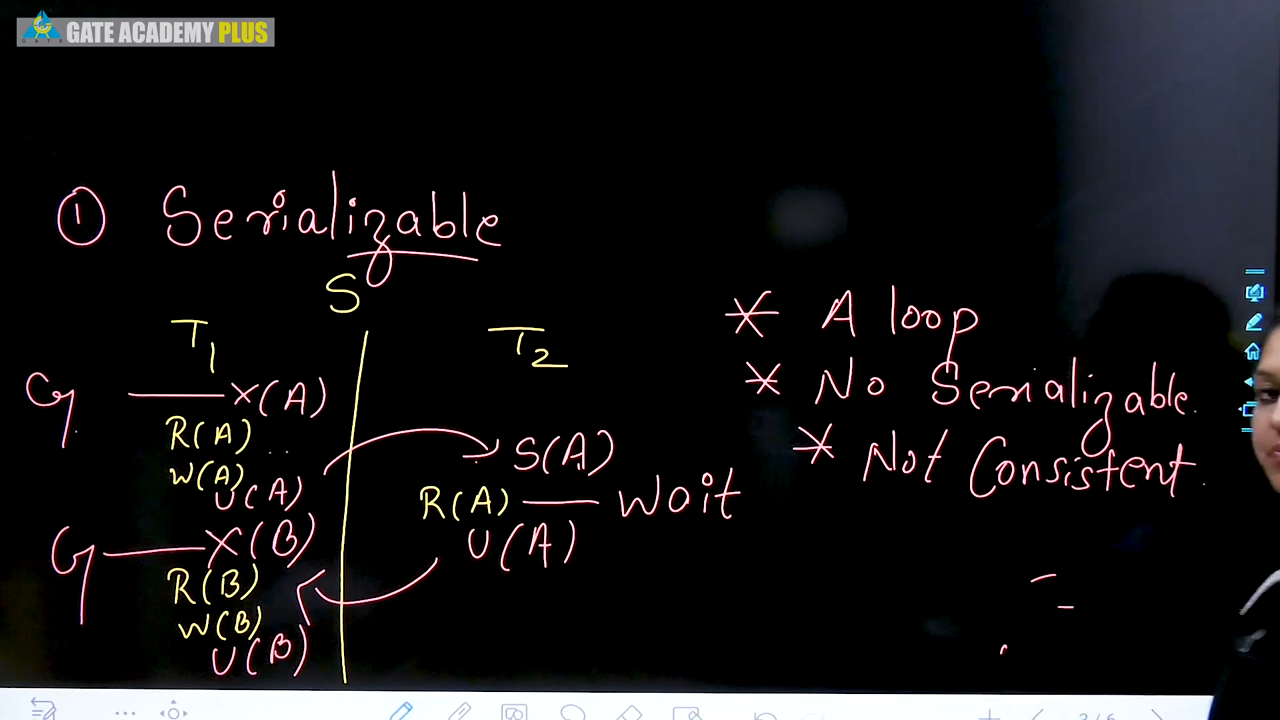 GATE ACADEMY PLUS
① Serializable
S
T1 T2
G X(A)
R(A)
W(A)
U(A)
S(A)
R(A) Wait
U(A)
G X(B)
R(B)
W(B)
U(B)
* A loop
* No Serializable.
* Not Consistent.